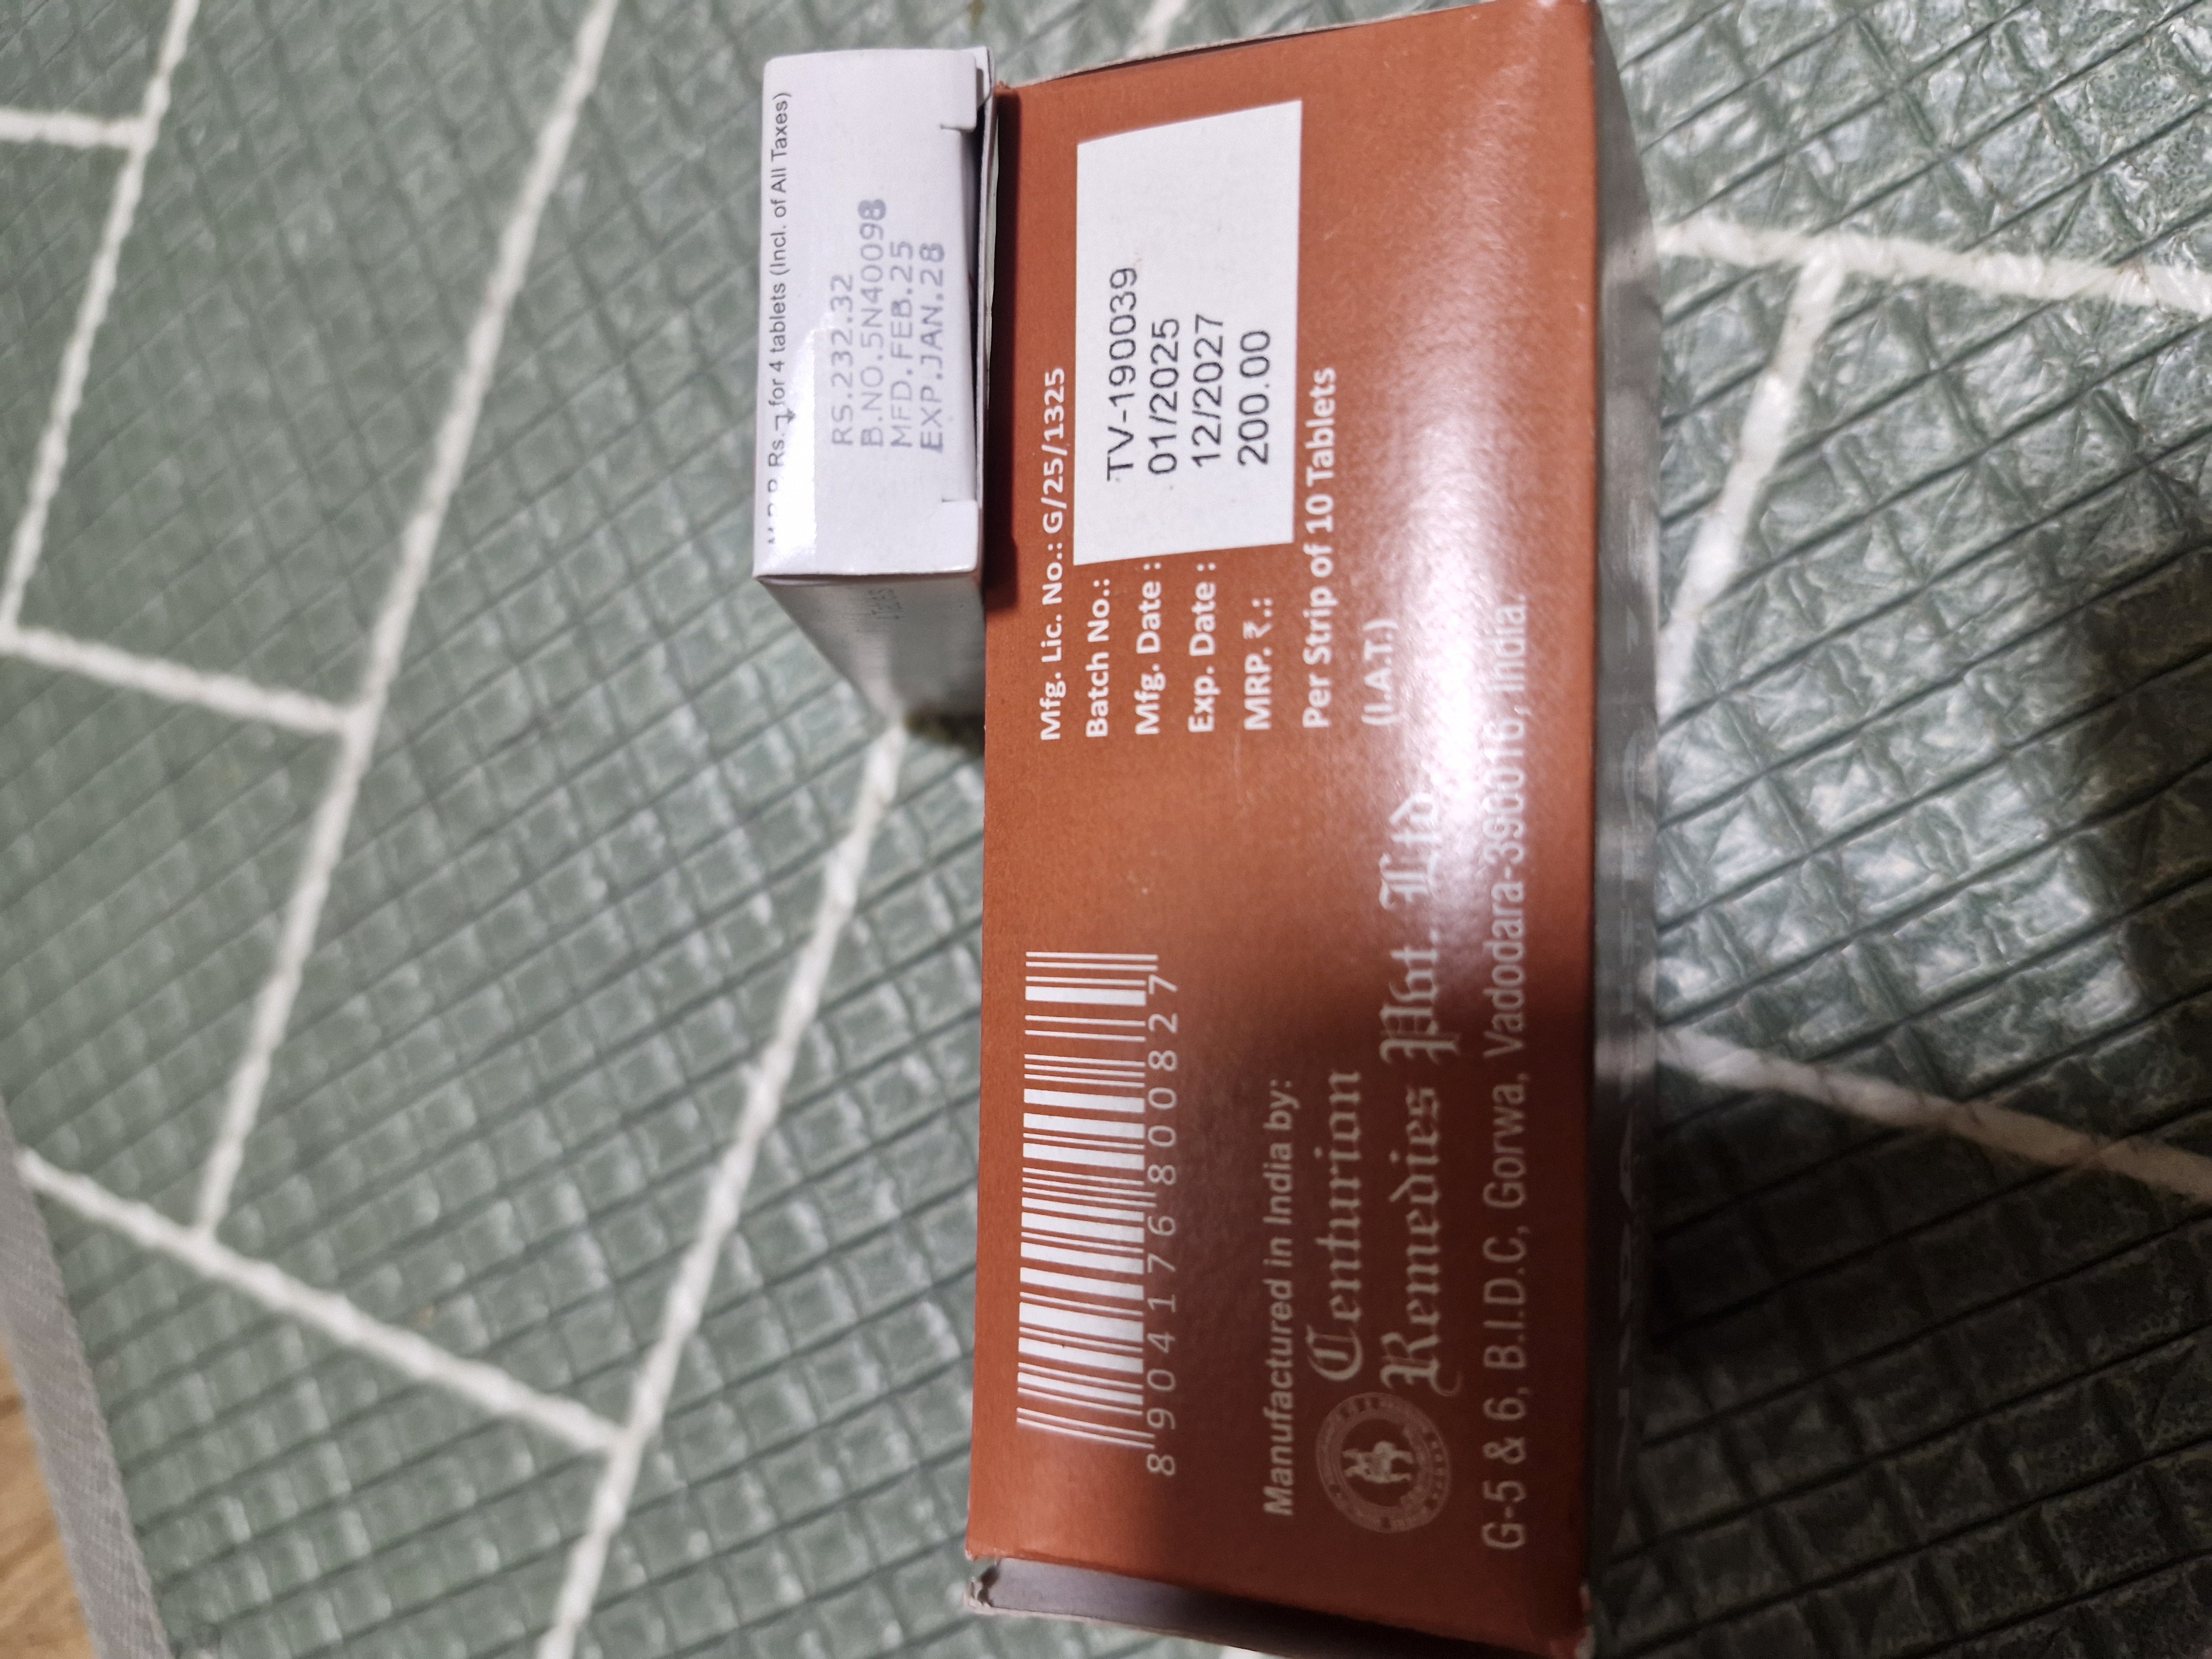 M.R.P. Rs. for 4 tablets (Incl. of All Taxes)
RS.232.32
B.NO.5N40098
MFD.FEB.25
EXP.JAN.28
Mfg. Lic. No.: G/25/1325
Batch No.: TV-190039
Mfg. Date : 01/2025
Exp. Date : 12/2027
MRP. ₹.: 200.00
Per Strip of 10 Tablets
(I.A.T.)
8 904176 800827
Manufactured in India by:
Centurion
Remedies Pvt. Ltd.
G-5 & 6, B.I.D.C, Gorwa, Vadodara-390016, India.